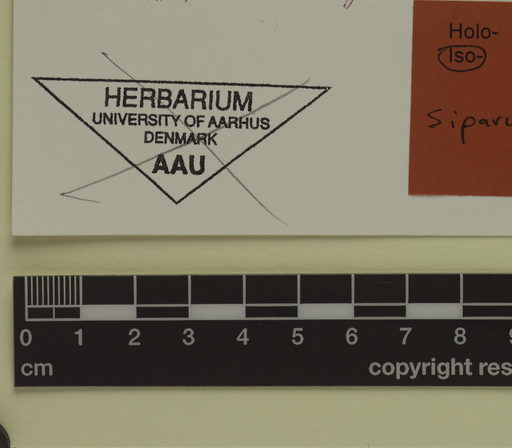 HERBARIUM
UNIVERSITY OF AARHUS
DENMARK
AAU
Holo-
Iso-
Siparu
0 1 2 3 4 5 6 7 8 9
cm copyright res